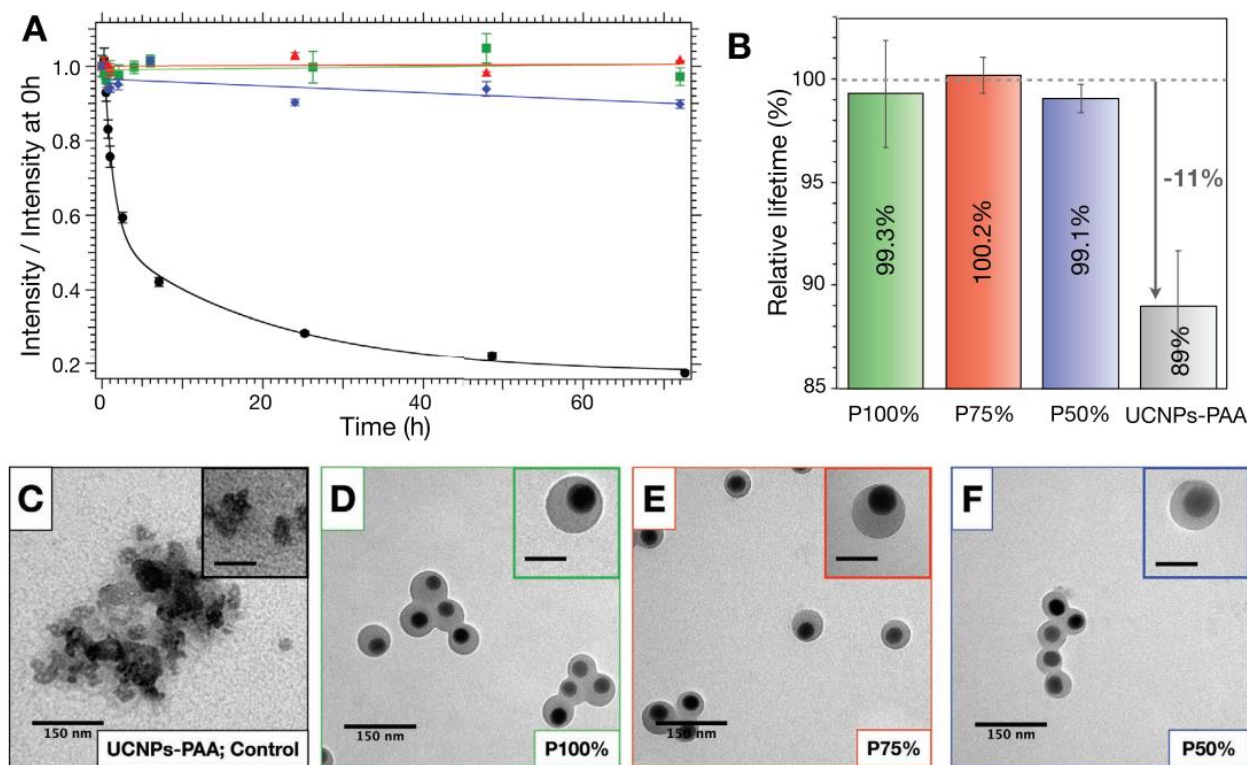 A
Intensity / Intensity at 0h
1.0
0.8
0.6
0.4
0.2
0
20
40
60
Time (h)
B
Relative lifetime (%)
100
95
90
85
99.3%
100.2%
99.1%
89%
-11%
P100%
P75%
P50%
UCNPs-PAA
C
150 nm
UCNPs-PAA; Control
D
150 nm
P100%
E
150 nm
P75%
F
150 nm
P50%